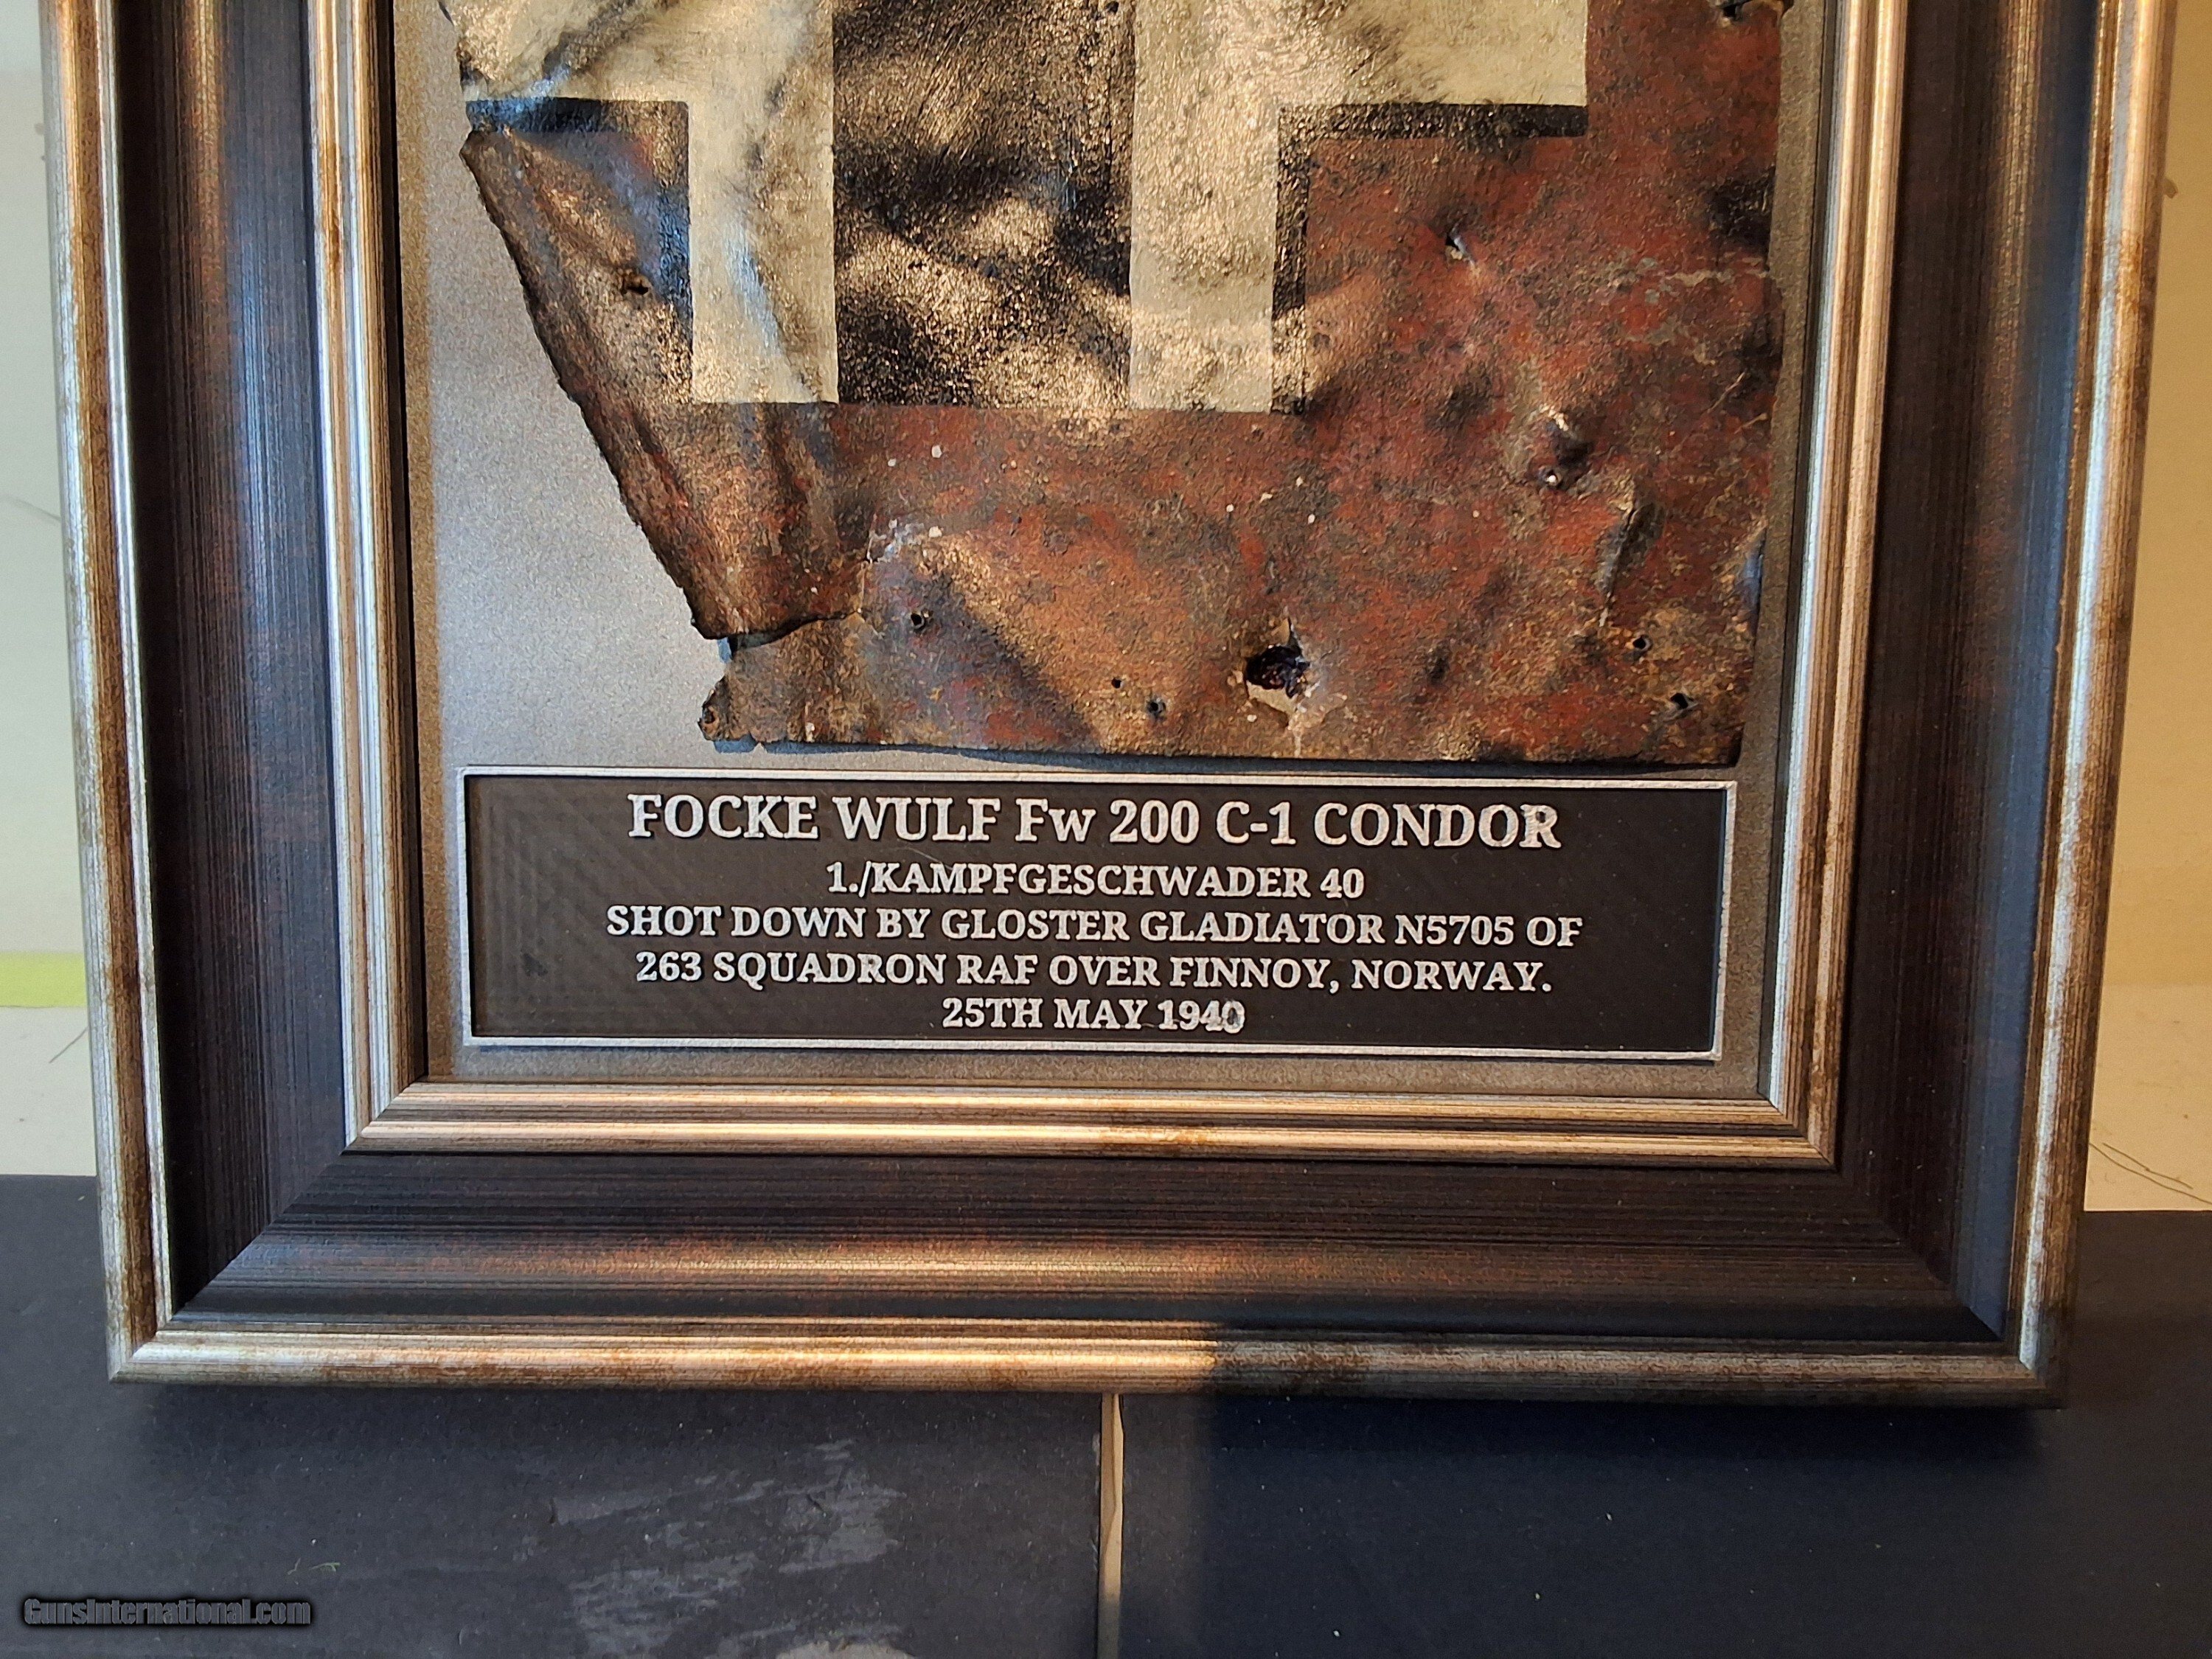 FOCKE WULF Fw 200 C-1 CONDOR
1./KAMPFGESCHWADER 40
SHOT DOWN BY GLOSTER GLADIATOR N5705 OF
263 SQUADRON RAF OVER FINNOY, NORWAY.
25TH MAY 1940
GunsInternational.com